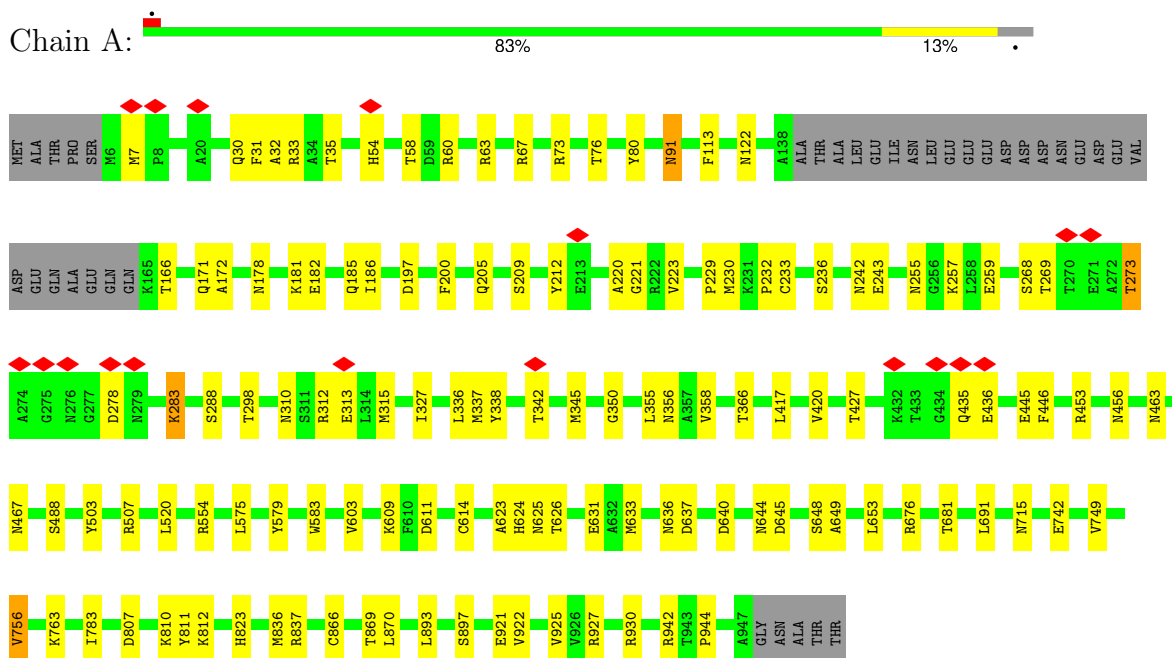 Chain A:
83% 13%
MET ALA THR PRO SER M6 M7 P8 A20 Q30 F31 A32 R33 A34 T35 H54 T58 D59 R60 R63 R67 R73 T76 Y80 N91 F113 N122 A138 ALA THR ALA LEU GLU ILE ASN LEU GLU GLU GLU ASP ASP ASP ASN GLU ASP GLU VAL
ASP GLU GLN ALA GLU GLN GLN K165 T166 Q171 A172 N178 K181 E182 Q185 I186 D197 F200 Q205 S209 Y212 E213 A220 G221 R222 V223 P229 M230 K231 P232 C233 S236 N242 E243 N255 G256 K257 L258 E259 S268 T269 T270 E271 A272 T273
A274 G275 N276 G277 D278 N279 K283 S288 T298 N310 S311 R312 E313 L314 M315 I327 L336 M337 Y338 T342 M345 G350 L355 N356 A357 V358 T366 L417 V420 T427 K432 T433 G434 Q435 E436 E445 F446 R453 N456 N463
N467 S488 Y503 R507 L520 R554 L575 Y579 W583 V603 K609 F610 D611 C614 A623 H624 N625 T626 E631 A632 M633 N636 D637 D640 N644 D645 S648 A649 L653 R676 T681 L691 N715 E742 V749
V756 K763 I783 D807 K810 Y811 K812 H823 M836 R837 C866 T869 L870 L893 S897 E921 V922 V925 V926 R927 R930 R942 T943 P944 A947 GLY ASN ALA THR THR